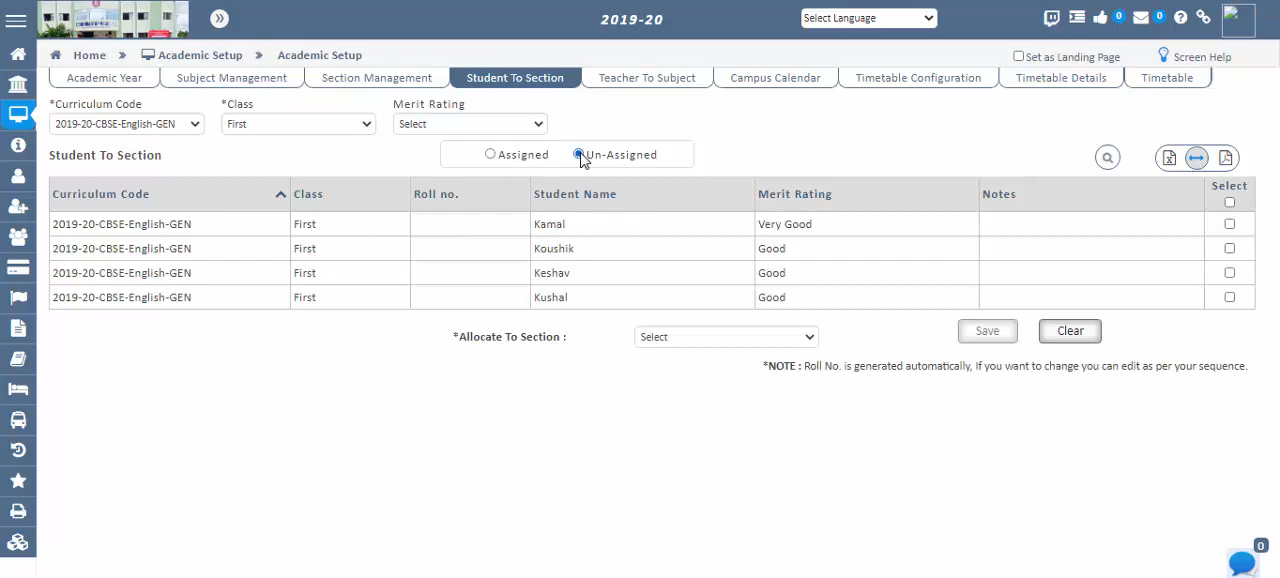 2019-20
Select Language
0
0
Home » Academic Setup » Academic Setup
Set as Landing Page
Screen Help
Academic Year
Subject Management
Section Management
Student To Section
Teacher To Subject
Campus Calendar
Timetable Configuration
Timetable Details
Timetable
*Curriculum Code
*Class
Merit Rating
2019-20-CBSE-English-GEN
First
Select
Student To Section
Assigned
Un-Assigned
Curriculum Code Class Roll no. Student Name Merit Rating Notes Select
2019-20-CBSE-English-GEN First Kamal Very Good
2019-20-CBSE-English-GEN First Koushik Good
2019-20-CBSE-English-GEN First Keshav Good
2019-20-CBSE-English-GEN First Kushal Good
*Allocate To Section :
Select
Save
Clear
*NOTE : Roll No. is generated automatically, If you want to change you can edit as per your sequence.
0